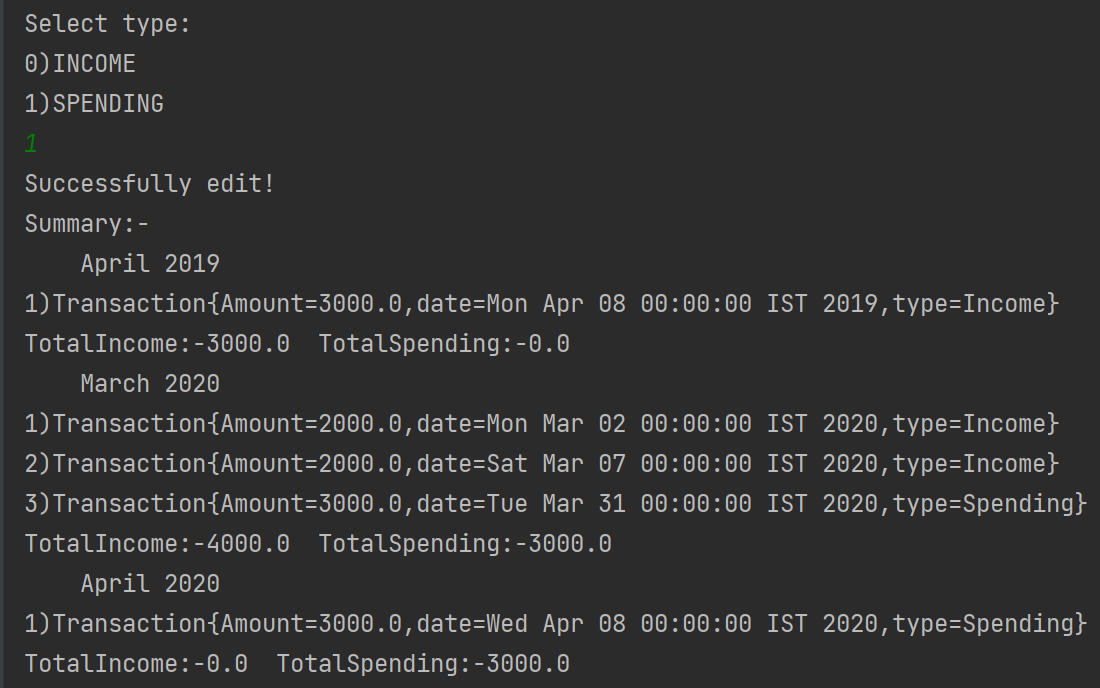 Select type:
0)INCOME
1)SPENDING
1
Successfully edit!
Summary:-
    April 2019
1)Transaction{Amount=3000.0,date=Mon Apr 08 00:00:00 IST 2019,type=Income}
TotalIncome:-3000.0  TotalSpending:-0.0
    March 2020
1)Transaction{Amount=2000.0,date=Mon Mar 02 00:00:00 IST 2020,type=Income}
2)Transaction{Amount=2000.0,date=Sat Mar 07 00:00:00 IST 2020,type=Income}
3)Transaction{Amount=3000.0,date=Tue Mar 31 00:00:00 IST 2020,type=Spending}
TotalIncome:-4000.0  TotalSpending:-3000.0
    April 2020
1)Transaction{Amount=3000.0,date=Wed Apr 08 00:00:00 IST 2020,type=Spending}
TotalIncome:-0.0  TotalSpending:-3000.0